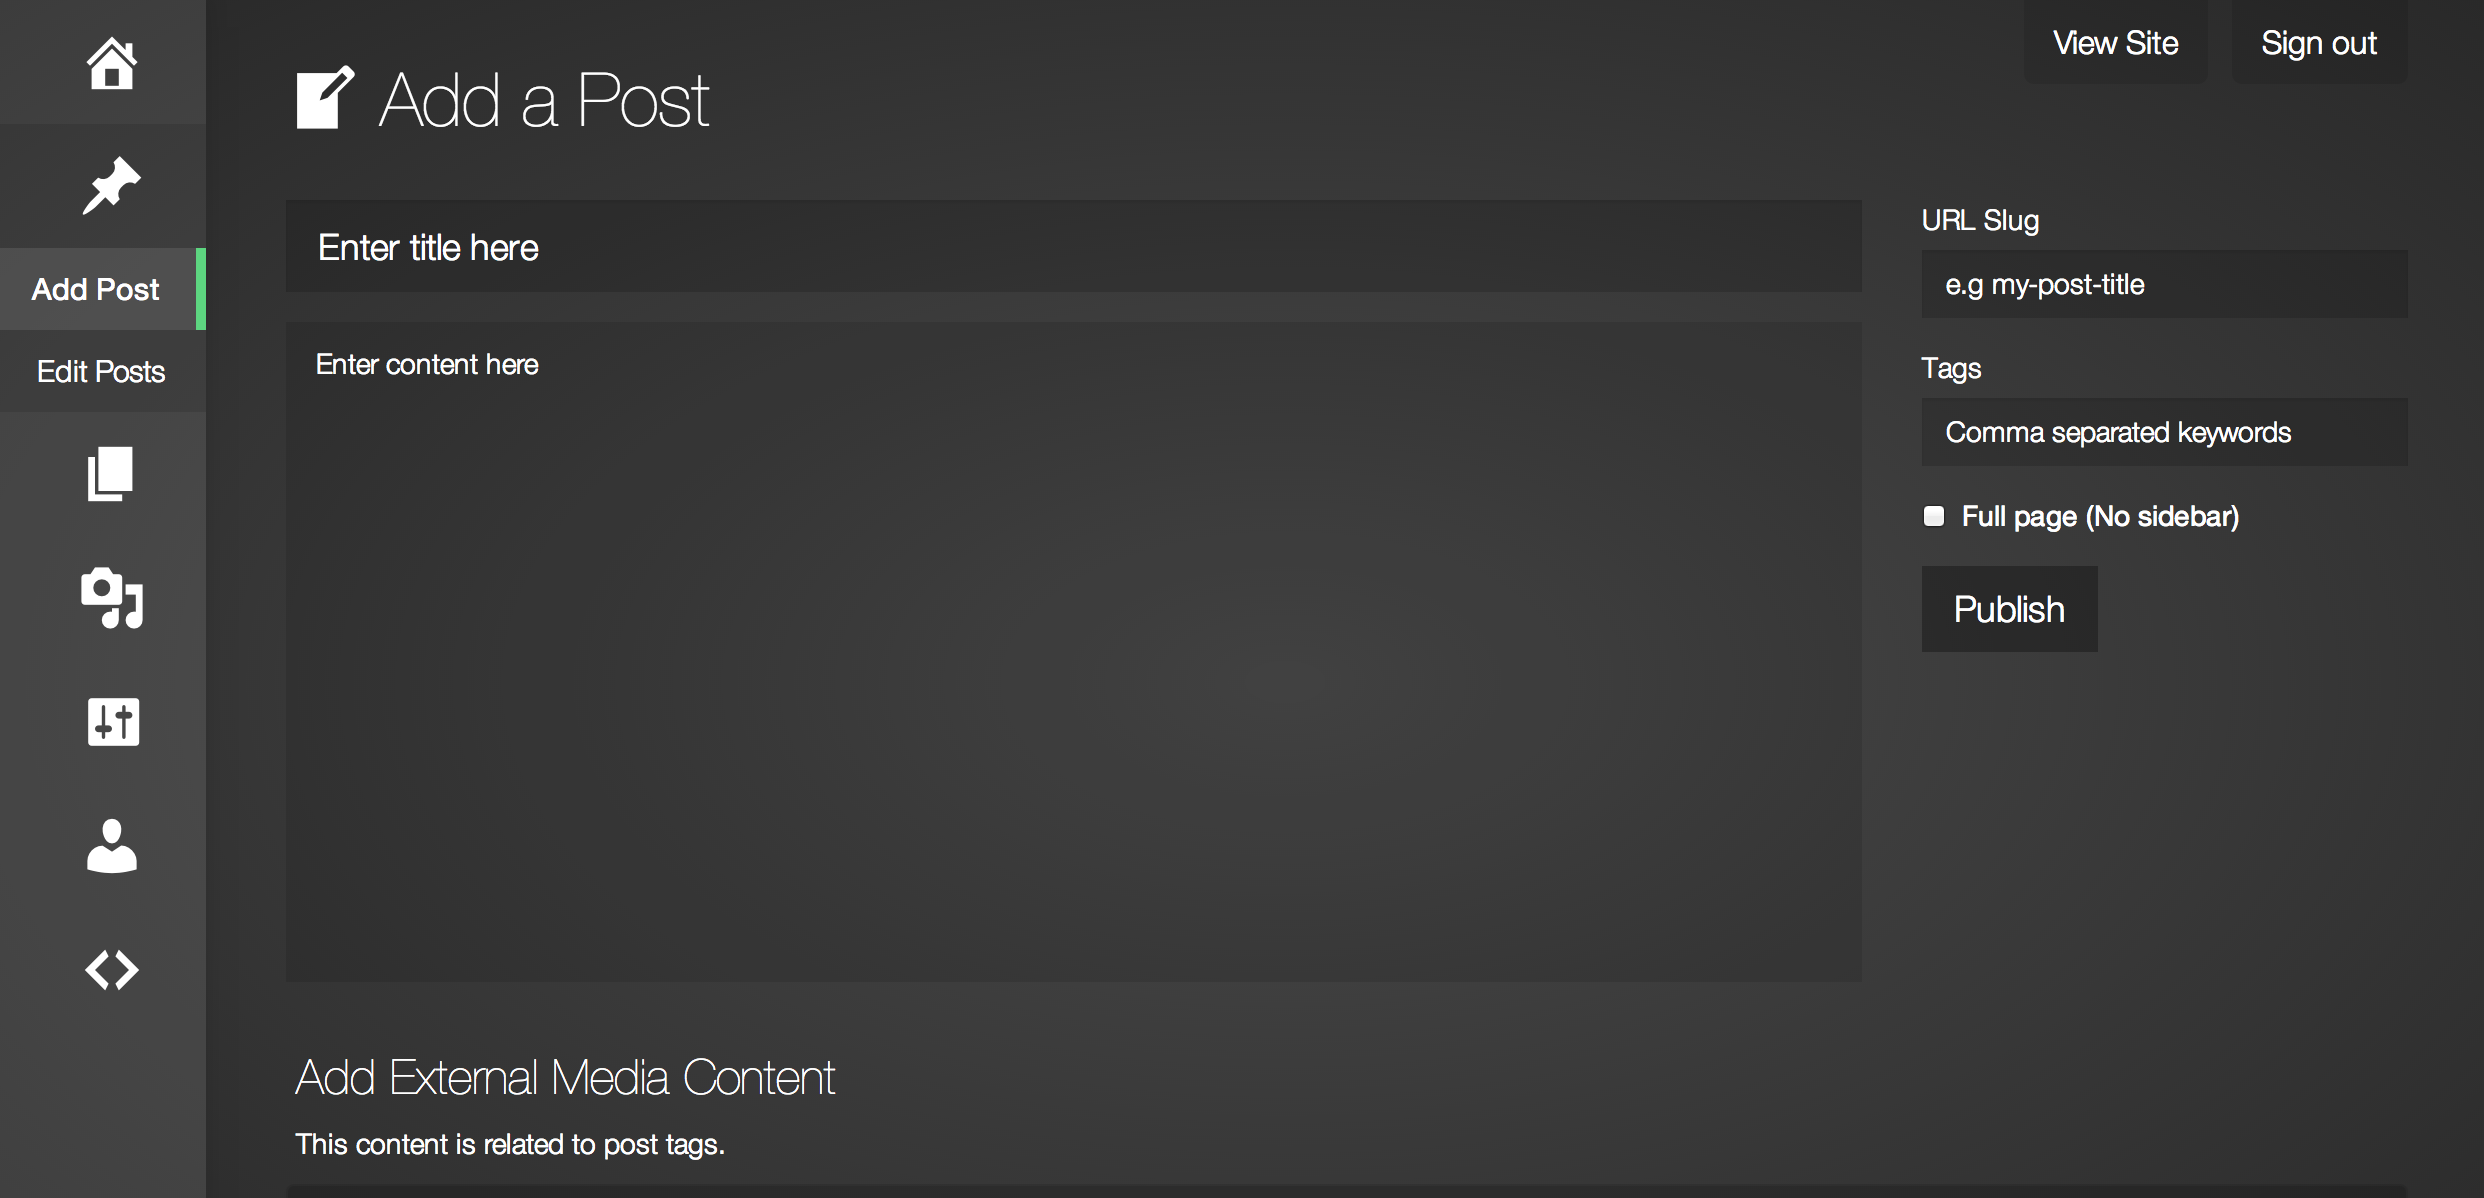 View Site
Sign out
Add a Post
Add Post
Edit Posts
Enter title here
Enter content here
URL Slug
e.g my-post-title
Tags
Comma separated keywords
Full page (No sidebar)
Publish
Add External Media Content
This content is related to post tags.